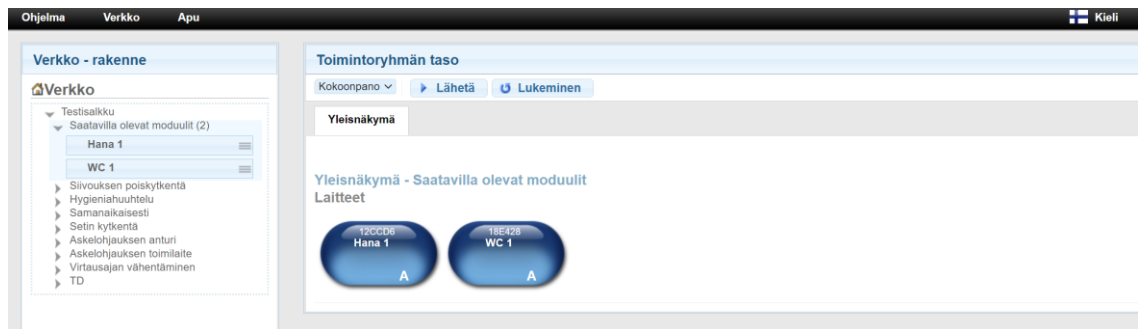 Ohjelma Verkko Apu Kieli
Verkko - rakenne
Verkko
Testisalkku
Saatavilla olevat moduulit (2)
Hana 1
WC 1
Siivouksen poiskytkentä
Hygieniahuuhtelu
Samanaikaisesti
Setin kytkentä
Askelohjauksen anturi
Askelohjauksen toimilaite
Virtausajan vähentäminen
TD
Toimintoryhmän taso
Kokoonpano Lähetä Lukeminen
Yleisnäkymä
Yleisnäkymä - Saatavilla olevat moduulit
Laitteet
12CCD6
Hana 1
A
18E428
WC 1
A